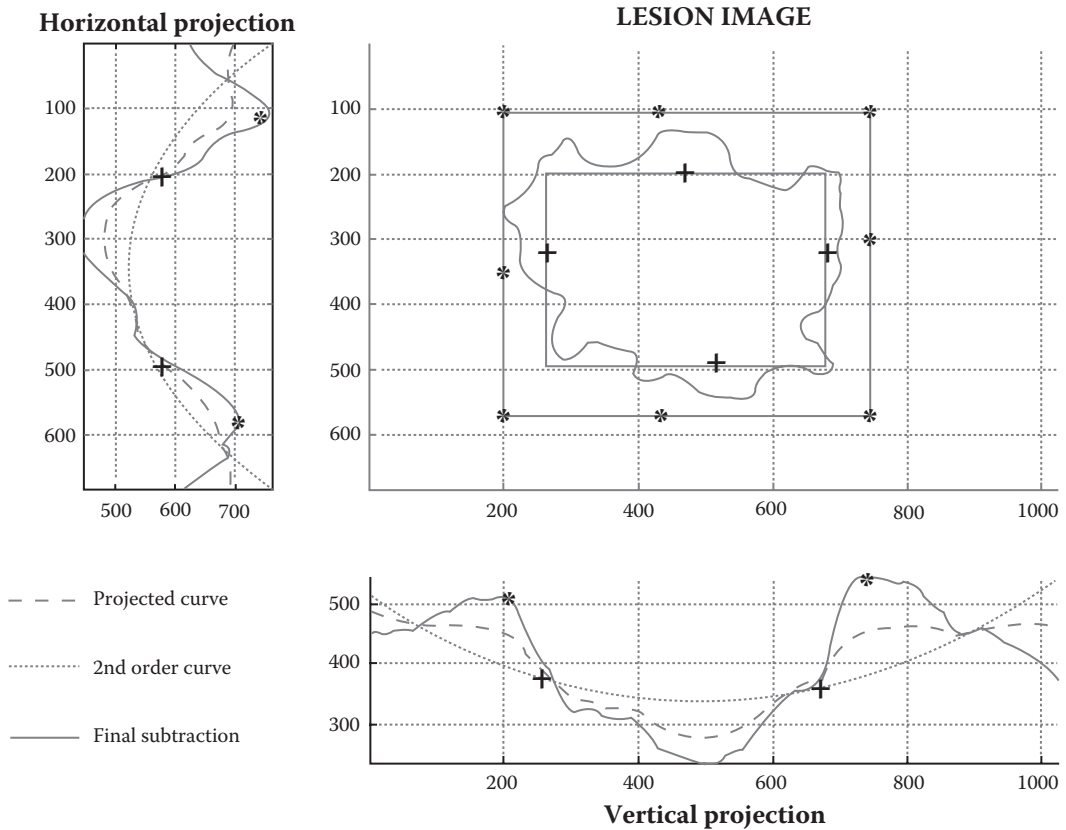 Horizontal projection
100
200
300
400
500
600
500 600 700
LESION IMAGE
100
200
300
400
500
600
200 400 600 800 1000
Projected curve
2nd order curve
Final subtraction
500
400
300
200 400 600 800 1000
Vertical projection